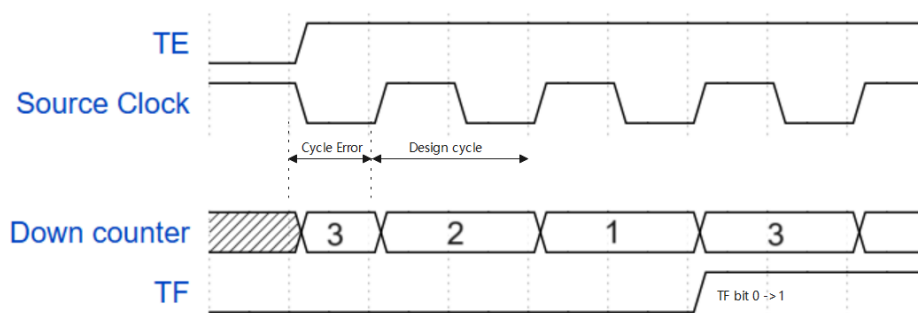 TE
Source Clock
Cycle Error
Design cycle
Down counter
3
2
1
3
TF
TF bit 0 ->1